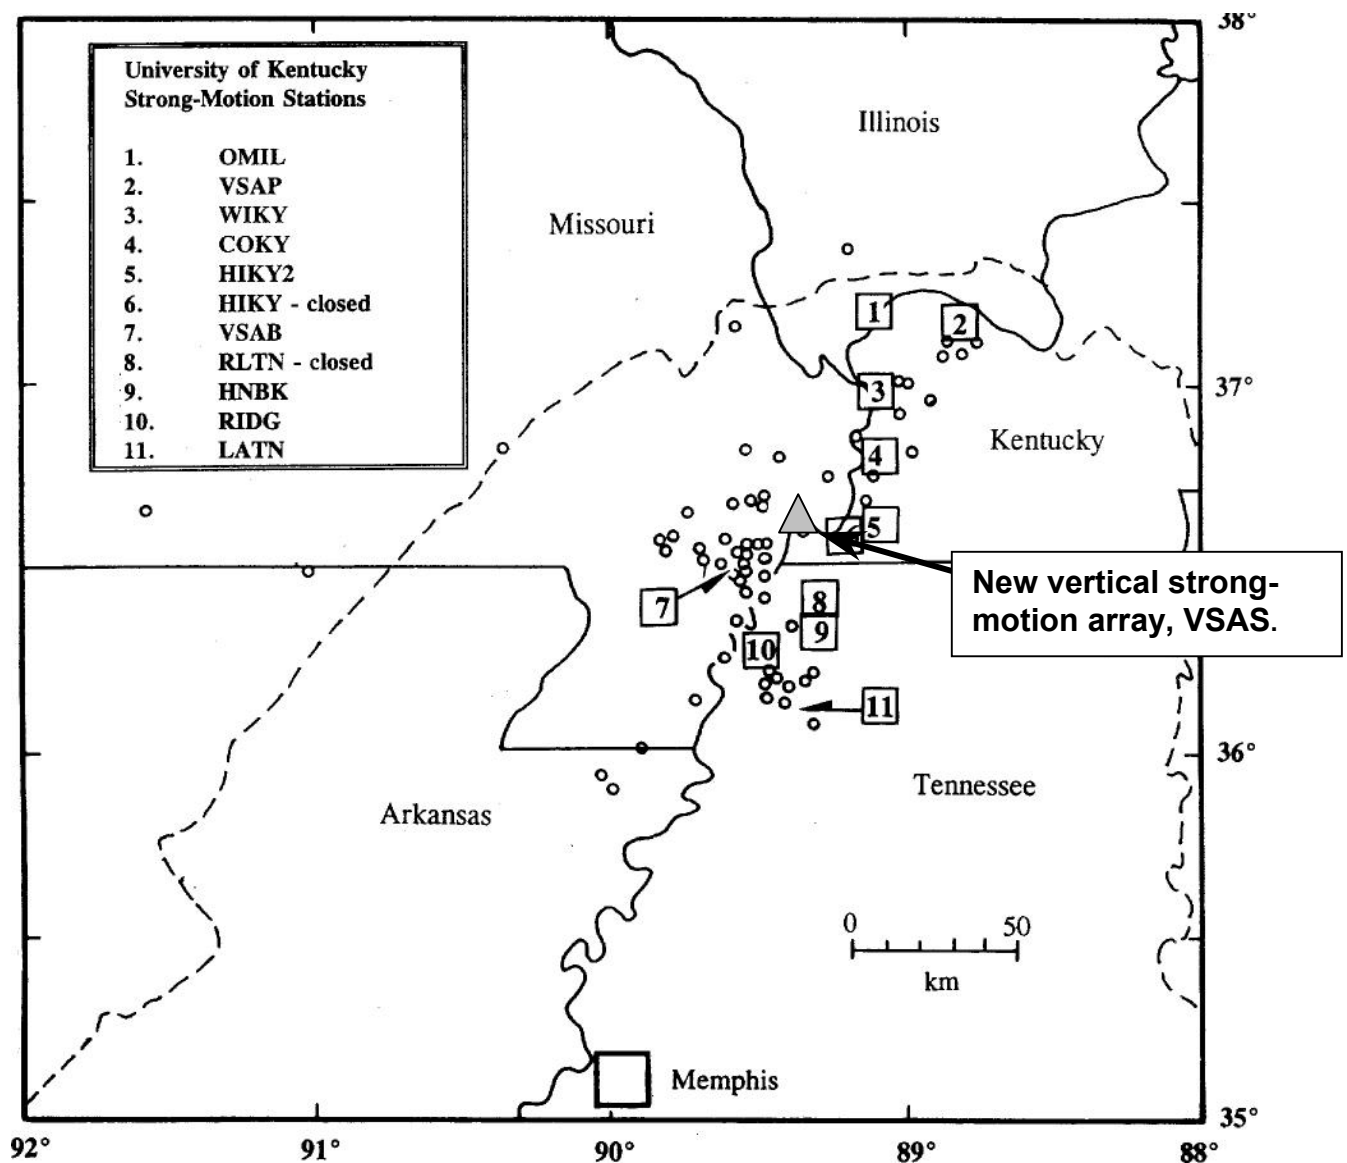 38°
University of Kentucky
Strong-Motion Stations
1. OMIL
2. VSAP
3. WIKY
4. COKY
5. HIKY2
6. HIKY - closed
7. VSAB
8. RLTN - closed
9. HNBK
10. RIDG
11. LATN
Illinois
Missouri
1
2
3
37°
Kentucky
4
5
New vertical strong-
motion array, VSAS.
7
8
9
10
11
36°
Tennessee
Arkansas
0 50
km
Memphis
35°
92° 91° 90° 89° 88°